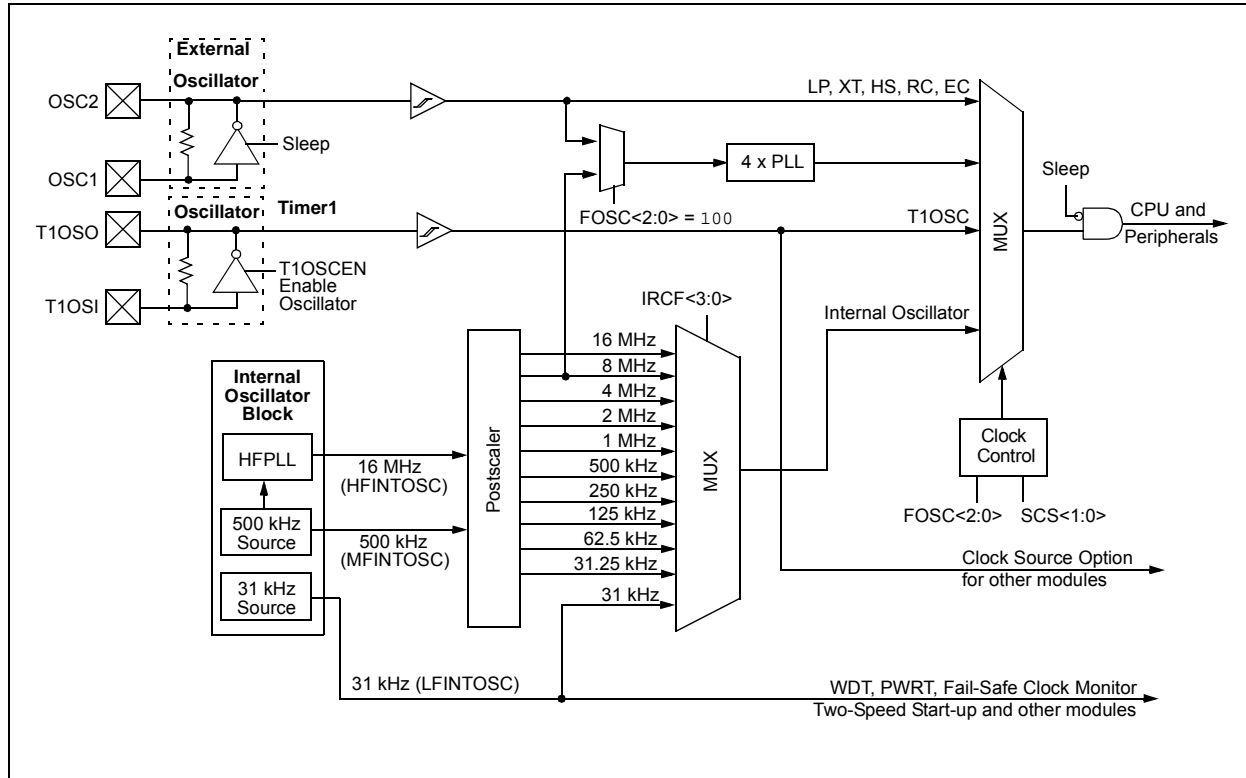 External
Oscillator
OSC2
Sleep
OSC1
LP, XT, HS, RC, EC
4 x PLL
FOSC<2:0> = 100
Oscillator
Timer1
T1OSO
T1OSCEN
Enable
Oscillator
T1OSI
T1OSC
MUX
Sleep
CPU and
Peripherals
IRCF<3:0>
Internal Oscillator
Internal
Oscillator
Block
HFPLL
16 MHz
(HFINTOSC)
500 kHz
Source
500 kHz
(MFINTOSC)
31 kHz
Source
Postscaler
16 MHz
8 MHz
4 MHz
2 MHz
1 MHz
500 kHz
250 kHz
125 kHz
62.5 kHz
31.25 kHz
31 kHz
MUX
Clock
Control
FOSC<2:0>
SCS<1:0>
Clock Source Option
for other modules
31 kHz (LFINTOSC)
WDT, PWRT, Fail-Safe Clock Monitor
Two-Speed Start-up and other modules